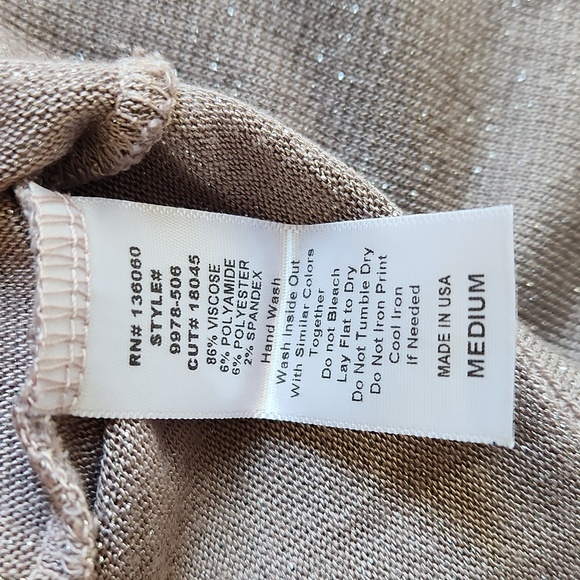 RN# 136060
STYLE#
9978-506
CUT# 18045
86% VISCOSE
6% POLYAMIDE
6% POLYESTER
2% SPANDEX
Hand Wash
Wash Inside Out
With Similar Colors
Together
Do not Bleach
Lay Flat to Dry
Do Not Tumble Dry
Do Not Iron Print
Cool Iron
If Needed
MADE IN USA
MEDIUM